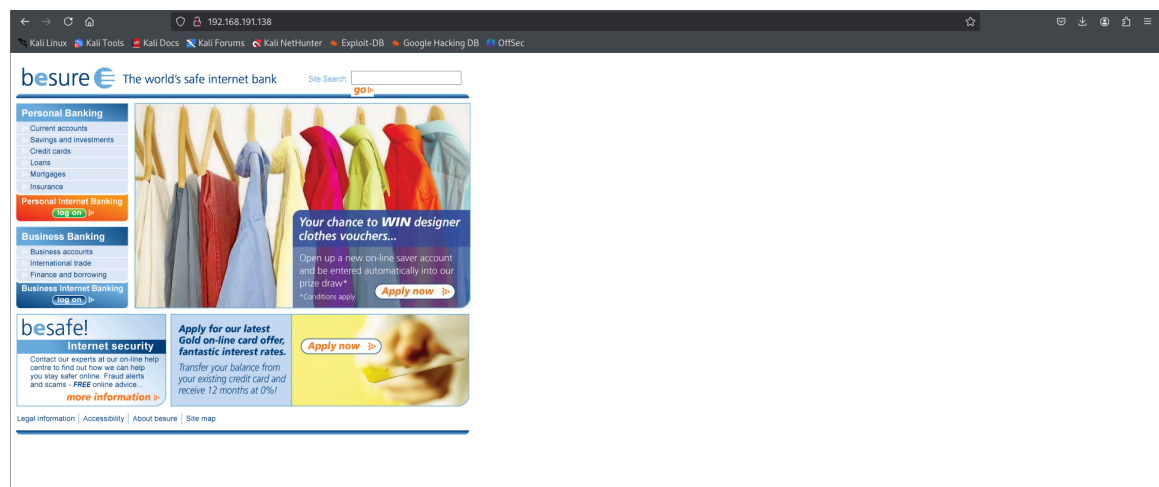 192.168.191.138
Kali Linux Kali Tools Kali Docs Kali Forums Kali NetHunter Exploit-DB Google Hacking DB OffSec
besure The world's safe internet bank Site Search
go
Personal Banking
Current accounts
Savings and investments
Credit cards
Loans
Mortgages
Insurance
Personal Internet Banking
log on
Business Banking
Business accounts
International trade
Finance and borrowing
Business Internet Banking
log on
Your chance to WIN designer
clothes vouchers...
Open up a new on-line saver account
and be entered automatically into our
prize draw*
*Conditions apply
Apply now
besafe!
Internet security
Contact our experts at our on-line help
centre to find out how we can help
you stay safer online. Fraud alerts
and scams - FREE online advice...
more information
Apply for our latest
Gold on-line card offer,
fantastic interest rates.
Transfer your balance from
your existing credit card and
receive 12 months at 0%!
Apply now
Legal information Accessibility About besure Site map